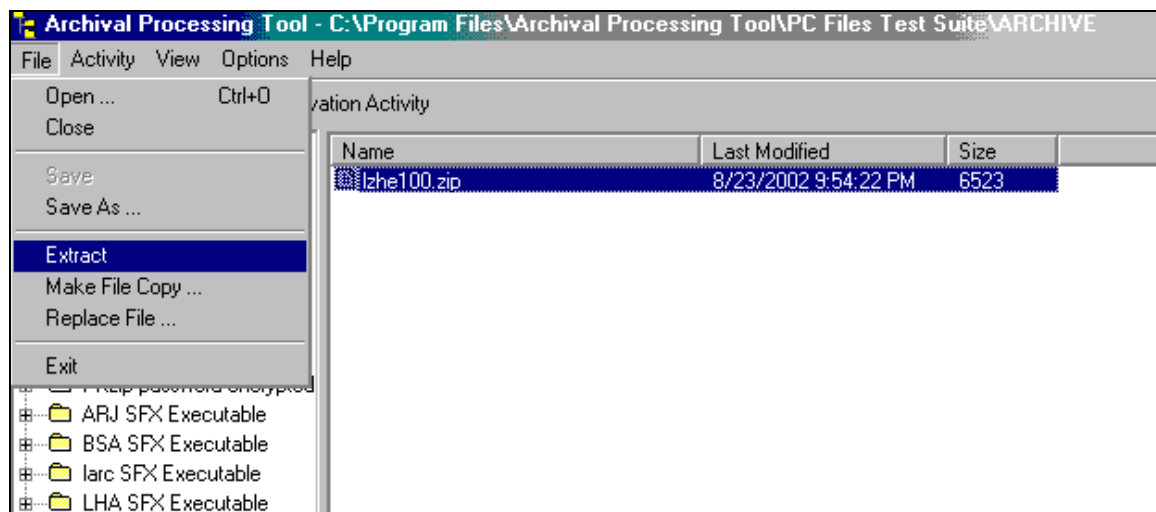 Archival Processing Tool - C:\Program Files\Archival Processing Tool\PC Files Test Suite\ARCHIVE
File Activity View Options Help
Open ... Ctrl+O
Close
Save
Save As ...
Extract
Make File Copy ...
Replace File ...
Exit
vation Activity
Name Last Modified Size
lzhe100.zip 8/23/2002 9:54:22 PM 6523
ARJ SFX Executable
BSA SFX Executable
larc SFX Executable
LHA SFX Executable